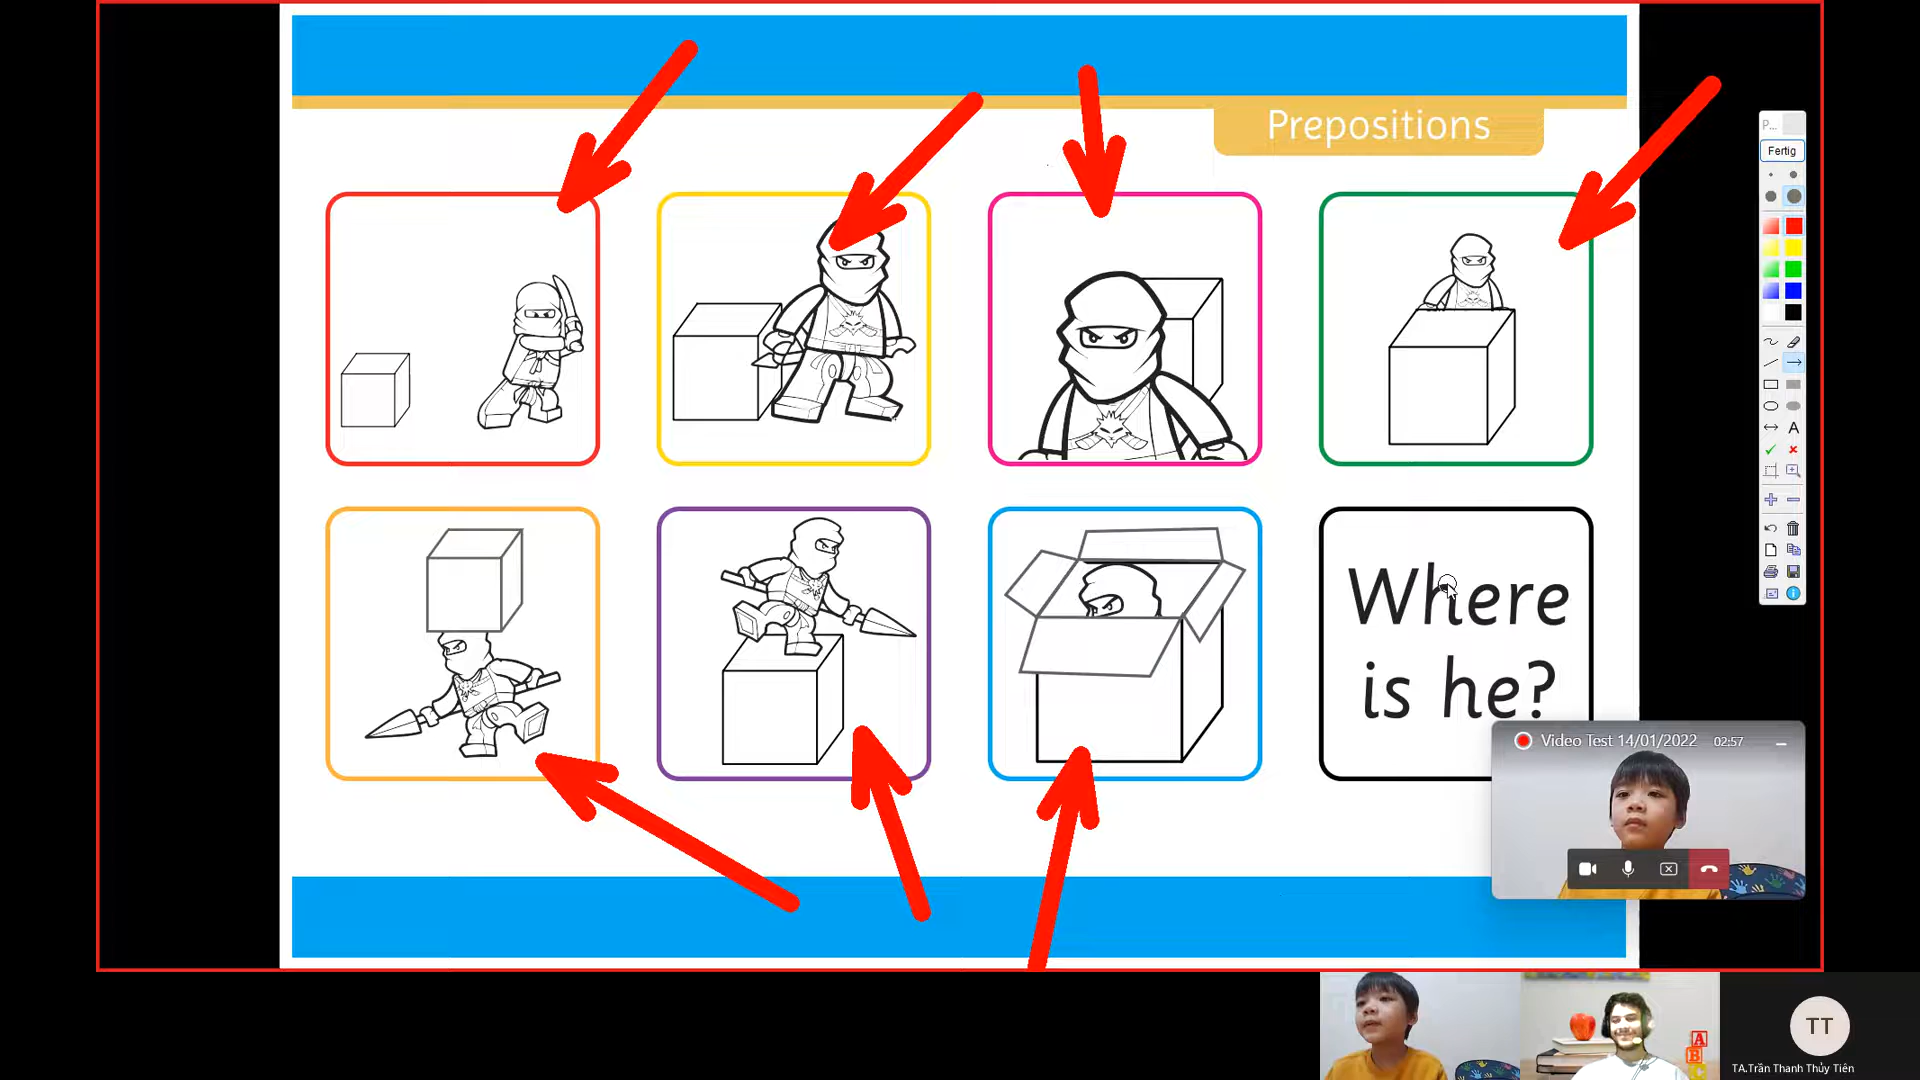 Prepositions
P...
Fertig
A
Where
is he?
Video Test 14/01/2022 02:57
A
B
TT
TA.Trần Thanh Thủy Tiên